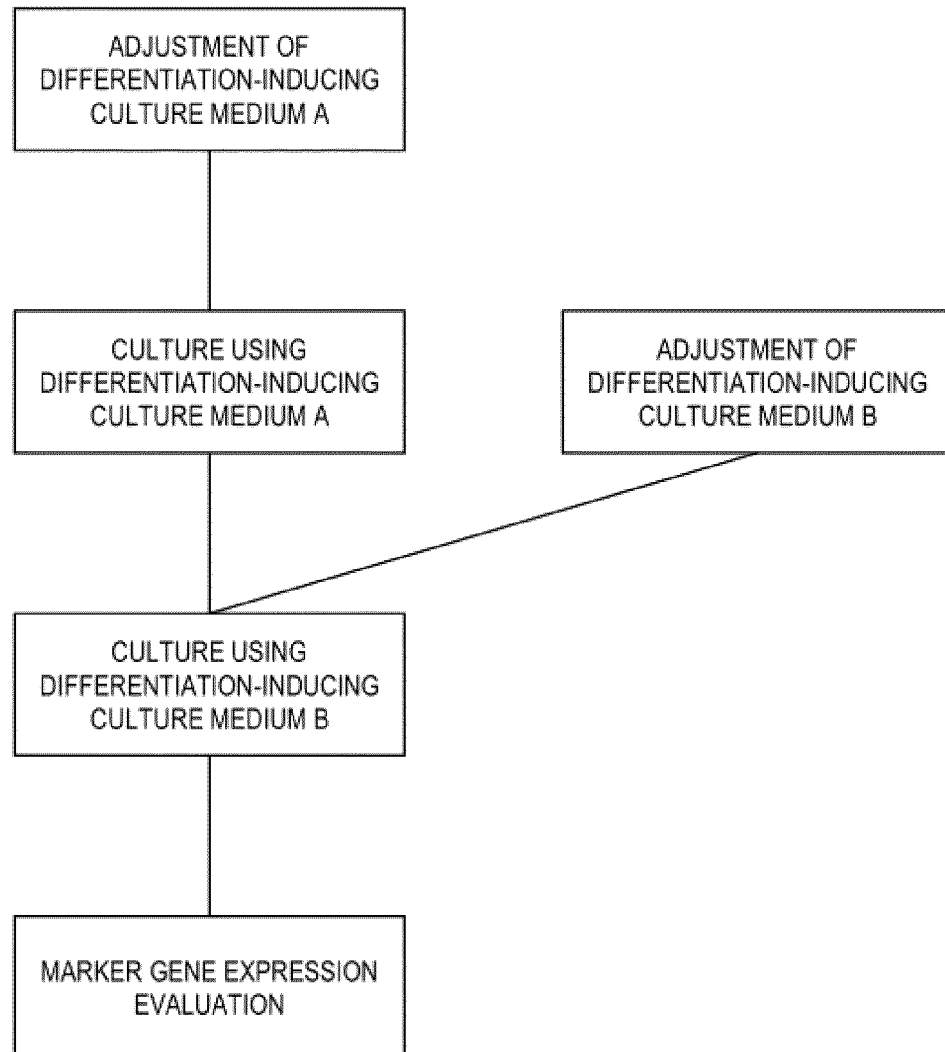 ADJUSTMENT OF
DIFFERENTIATION-INDUCING
CULTURE MEDIUM A
CULTURE USING
DIFFERENTIATION-INDUCING
CULTURE MEDIUM A
ADJUSTMENT OF
DIFFERENTIATION-INDUCING
CULTURE MEDIUM B
CULTURE USING
DIFFERENTIATION-INDUCING
CULTURE MEDIUM B
MARKER GENE EXPRESSION
EVALUATION